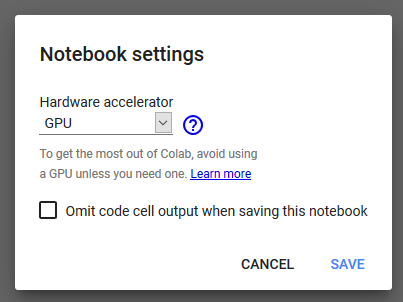 Notebook settings
Hardware accelerator
GPU
?
To get the most out of Colab, avoid using
a GPU unless you need one. Learn more
Omit code cell output when saving this notebook
CANCEL SAVE